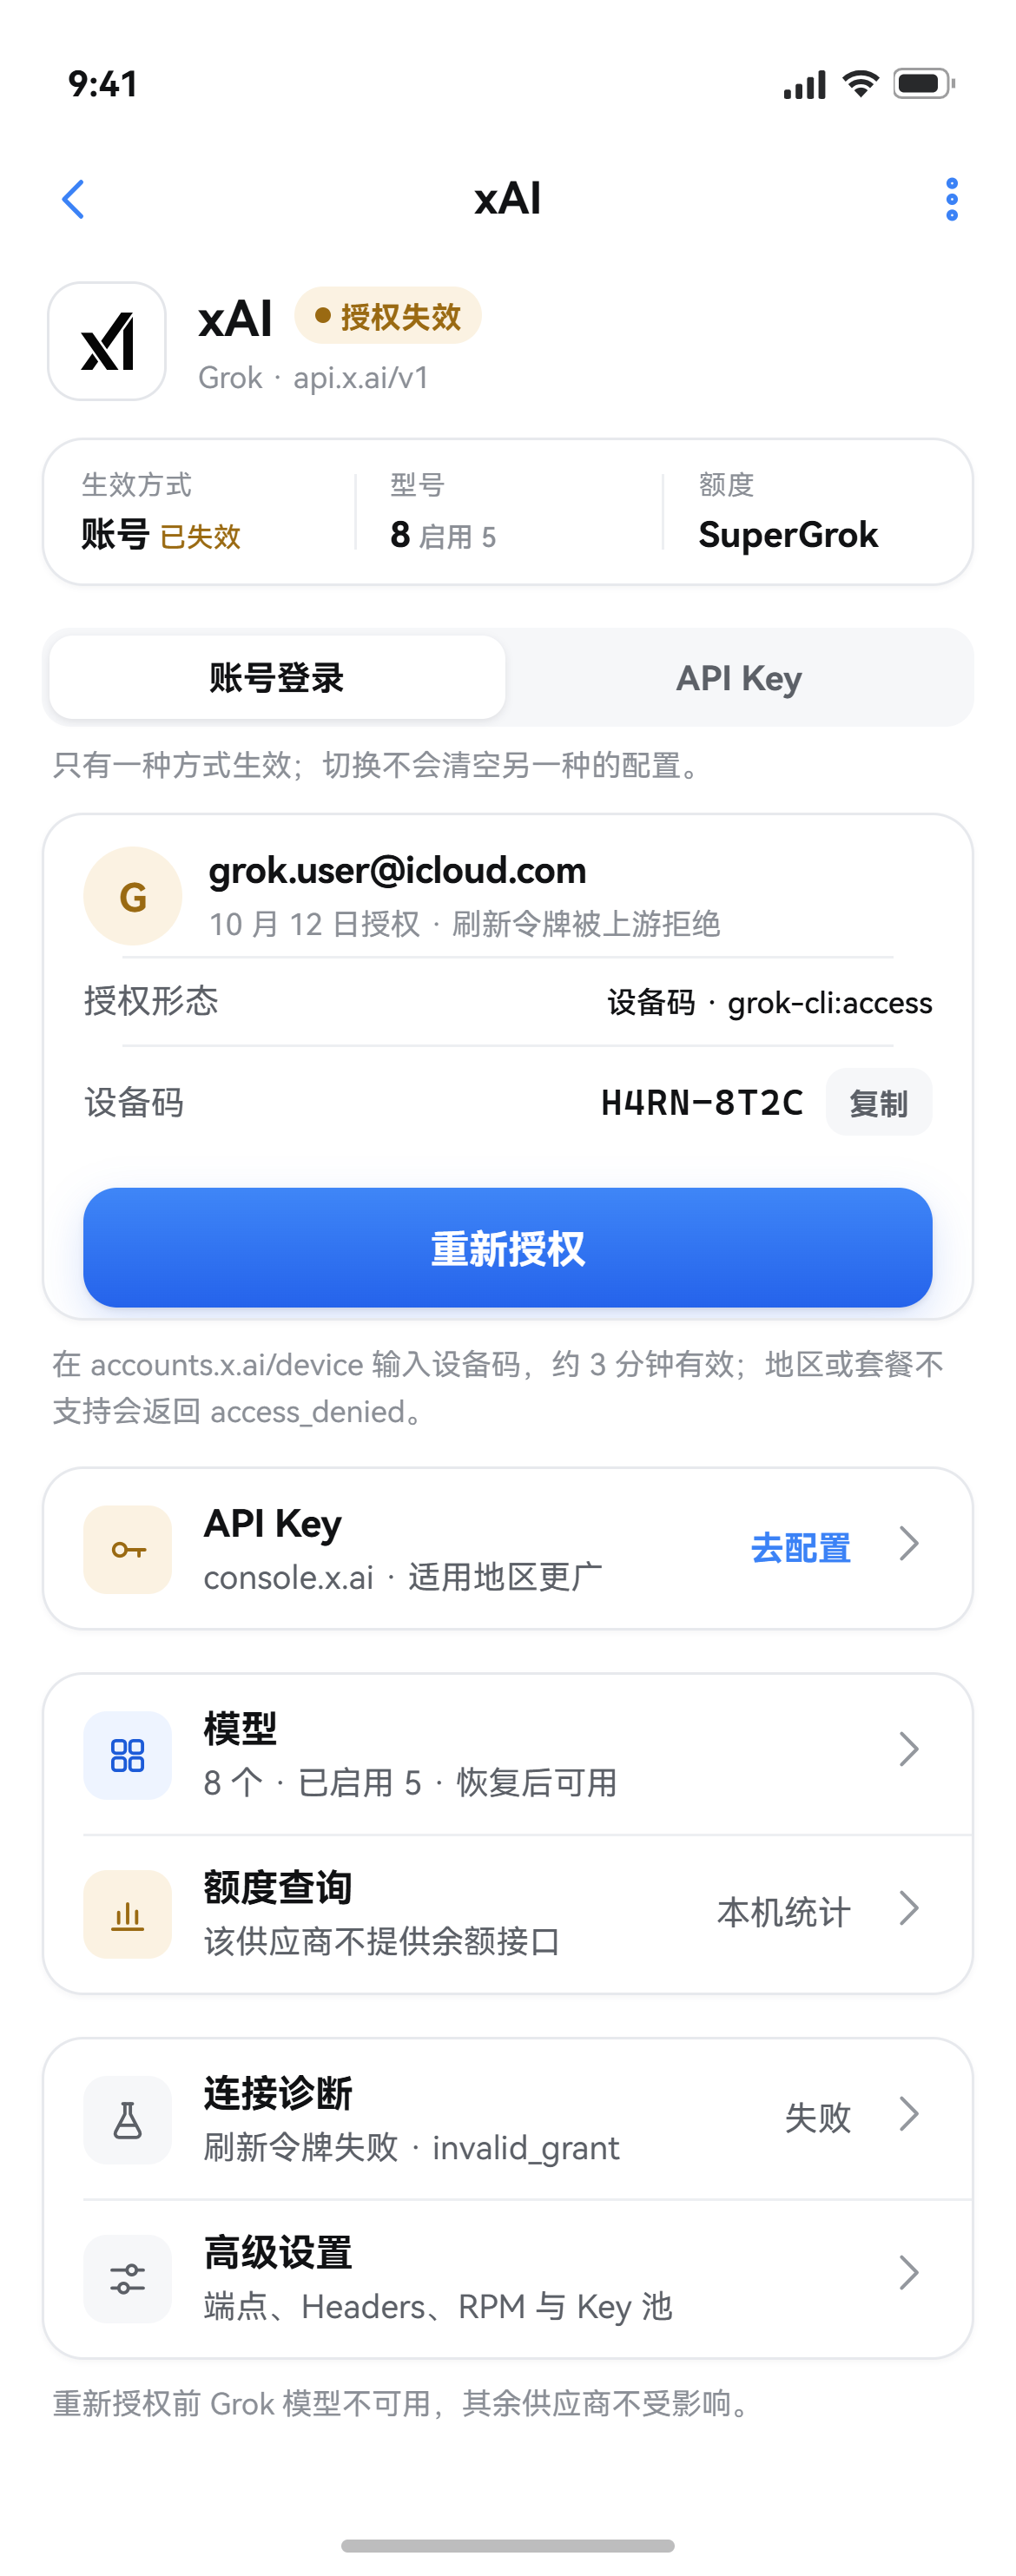 9:41
xAI
xAI 授权失效
Grok · api.x.ai/v1
生效方式 型号 额度
账号 已失效 8 启用 5 SuperGrok
账号登录 API Key
只有一种方式生效；切换不会清空另一种的配置。
G
grok.user@icloud.com
10 月 12 日授权 · 刷新令牌被上游拒绝
授权形态 设备码 · grok-cli:access
设备码 H4RN-8T2C 复制
重新授权
在 accounts.x.ai/device 输入设备码，约 3 分钟有效；地区或套餐不
支持会返回 access_denied。
API Key
console.x.ai · 适用地区更广
去配置
模型
8 个 · 已启用 5 · 恢复后可用
额度查询
该供应商不提供余额接口
本机统计
连接诊断
刷新令牌失败 · invalid_grant
失败
高级设置
端点、Headers、RPM 与 Key 池
重新授权前 Grok 模型不可用，其余供应商不受影响。